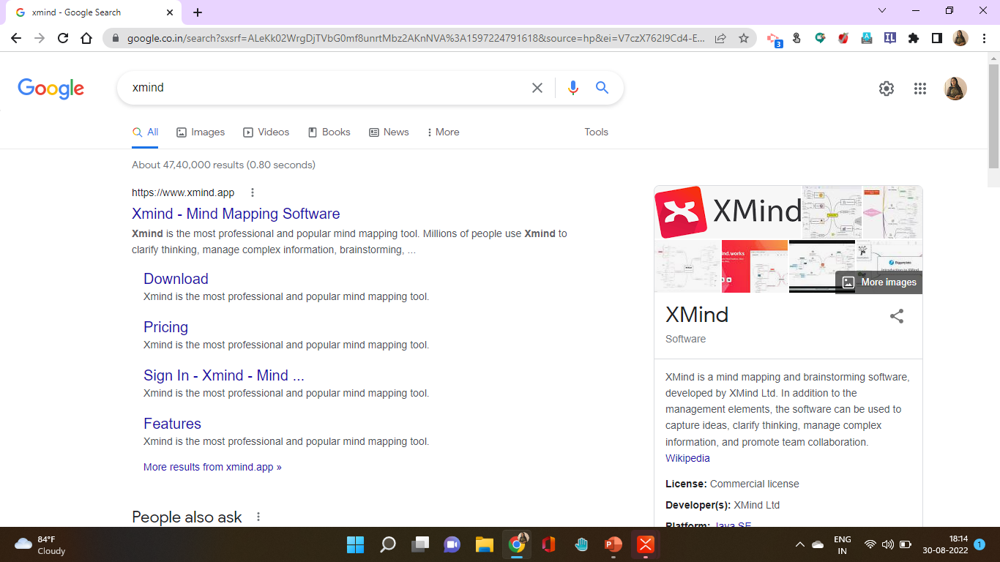 xmind - Google Search
google.co.in/search?sxsrf=ALeKk02WrgDjTVbG0mf8unrtMbz2AKnNVA%3A1597224791618&source=hp&ei=V7czX762I9Cd4-E...
3
Google
xmind
All
Images
Videos
Books
News
More
Tools
About 47,40,000 results (0.80 seconds)
https://www.xmind.app
Xmind - Mind Mapping Software
Xmind is the most professional and popular mind mapping tool. Millions of people use Xmind to
clarify thinking, manage complex information, brainstorming, ...
Download
Xmind is the most professional and popular mind mapping tool.
Pricing
Xmind is the most professional and popular mind mapping tool.
Sign In - Xmind - Mind ...
Xmind is the most professional and popular mind mapping tool.
Features
Xmind is the most professional and popular mind mapping tool.
More results from xmind.app »
People also ask
XMind
nd.works
Biggerplate
Introduction to XMind
More images
XMind
Software
XMind is a mind mapping and brainstorming software,
developed by XMind Ltd. In addition to the
management elements, the software can be used to
capture ideas, clarify thinking, manage complex
information, and promote team collaboration.
Wikipedia
License: Commercial license
Developer(s): XMind Ltd
Platform: Java SE
84°F
Cloudy
ENG
IN
18:14
30-08-2022
1